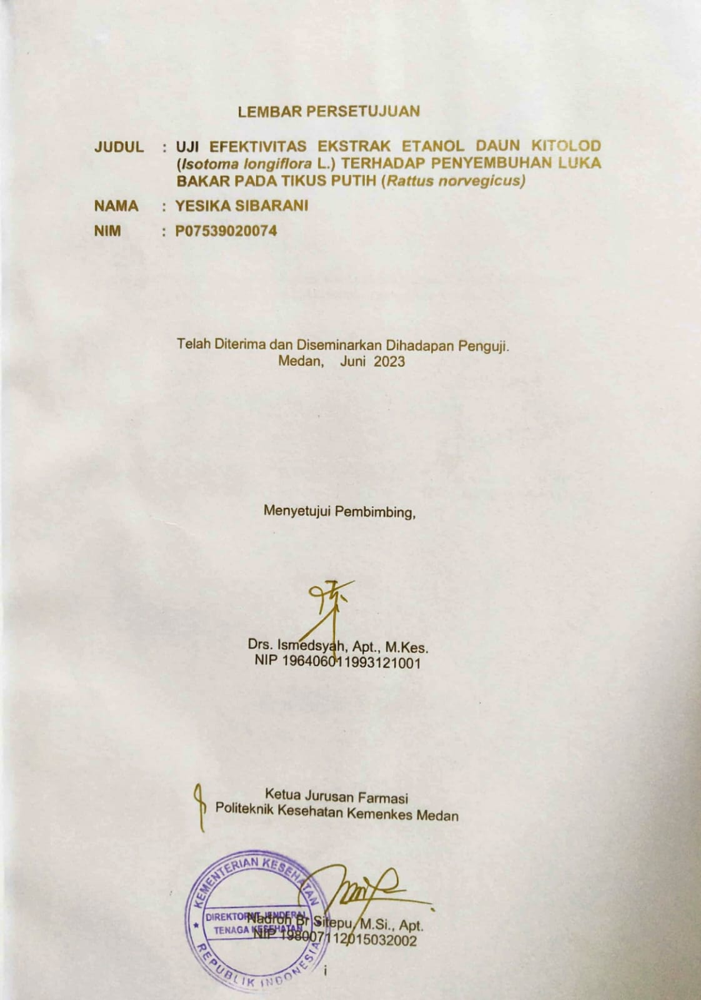 LEMBAR PERSETUJUAN
JUDUL : UJI EFEKTIVITAS EKSTRAK ETANOL DAUN KITOLOD
(Isotoma longiflora L.) TERHADAP PENYEMBUHAN LUKA
BAKAR PADA TIKUS PUTIH (Rattus norvegicus)
NAMA : YESIKA SIBARANI
NIM : P07539020074
Telah Diterima dan Diseminarkan Dihadapan Penguji.
Medan, Juni 2023
Menyetujui Pembimbing,
Drs. Ismedsyah, Apt., M.Kes.
NIP 196406011993121001
Ketua Jurusan Farmasi
Politeknik Kesehatan Kemenkes Medan
KEMENTERIAN KESEHATAN
DIREKTORAT JENDERAL
TENAGA KESEHATAN
REPUBLIK INDONESIA
Nadroh Br Sitepu, M.Si., Apt.
NIP 198007112015032002
i